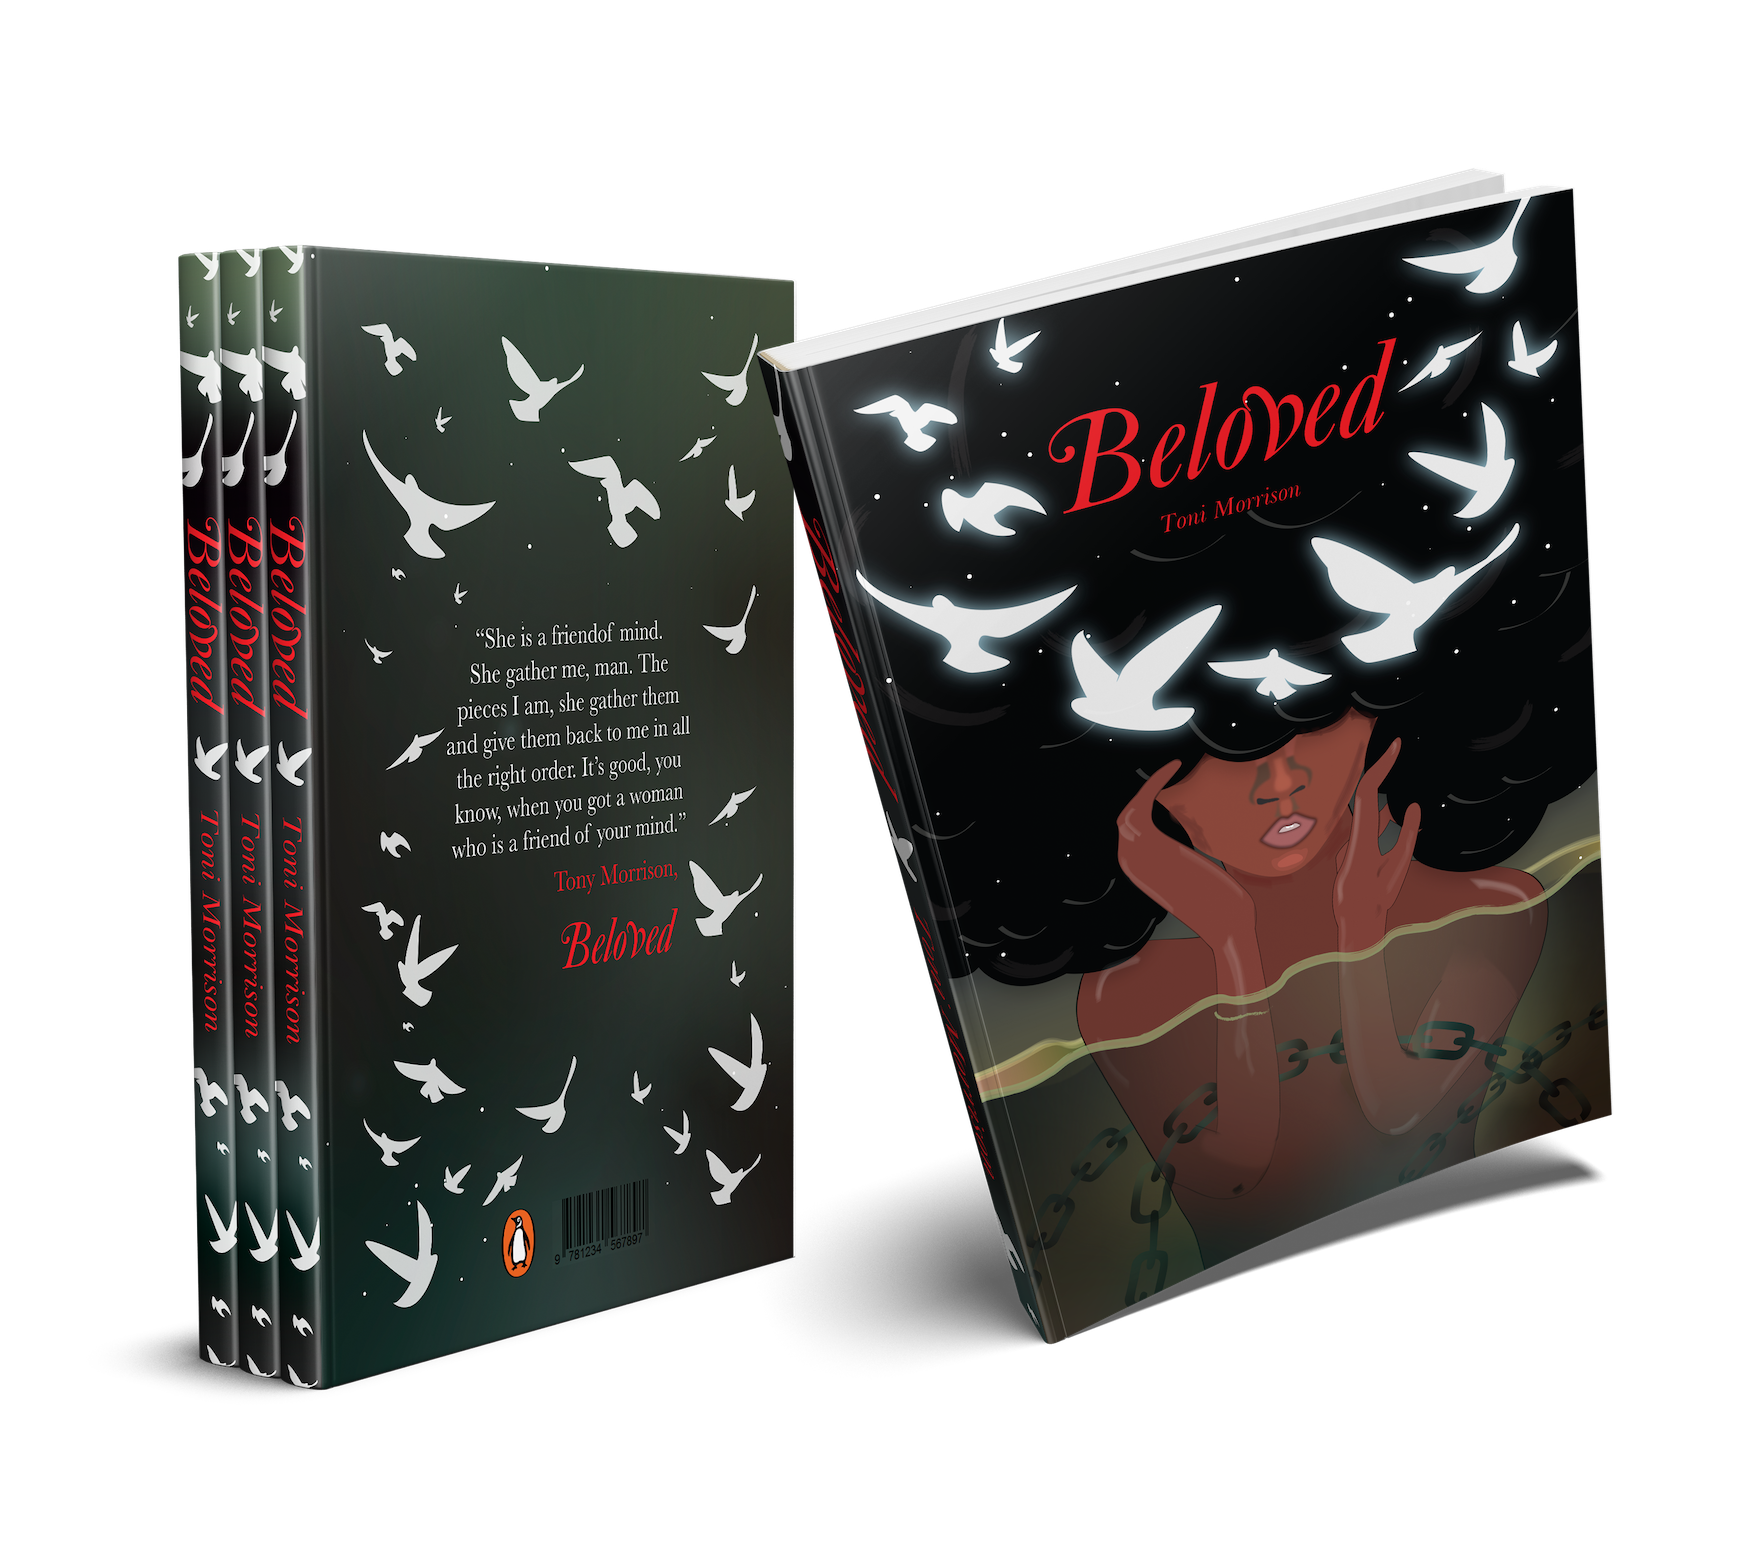 Beloved
Toni Morrison
Beloved
Toni Morrison
Beloved
Toni Morrison
Beloved
Toni Morrison
“She is a friendof mind.
She gather me, man. The
pieces I am, she gather them
and give them back to me in all
the right order. It’s good, you
know, when you got a woman
who is a friend of your mind.”
Tony Morrison,
Beloved
9 781234 567897
Beloved
Toni Morrison